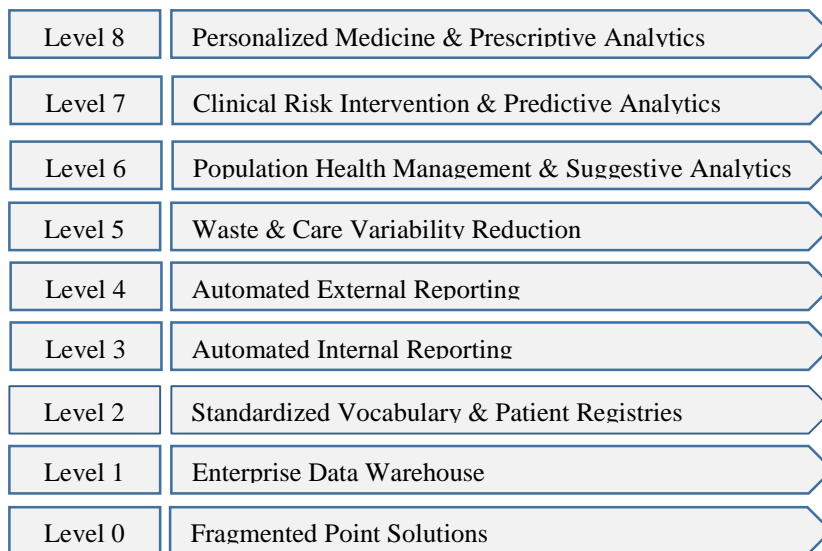 Level 8 Personalized Medicine & Prescriptive Analytics
Level 7 Clinical Risk Intervention & Predictive Analytics
Level 6 Population Health Management & Suggestive Analytics
Level 5 Waste & Care Variability Reduction
Level 4 Automated External Reporting
Level 3 Automated Internal Reporting
Level 2 Standardized Vocabulary & Patient Registries
Level 1 Enterprise Data Warehouse
Level 0 Fragmented Point Solutions